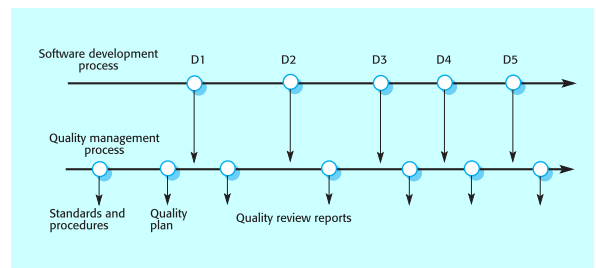 Software development
process
D1
D2
D3
D4
D5
Quality management
process
Standards and
procedures
Quality
plan
Quality review reports